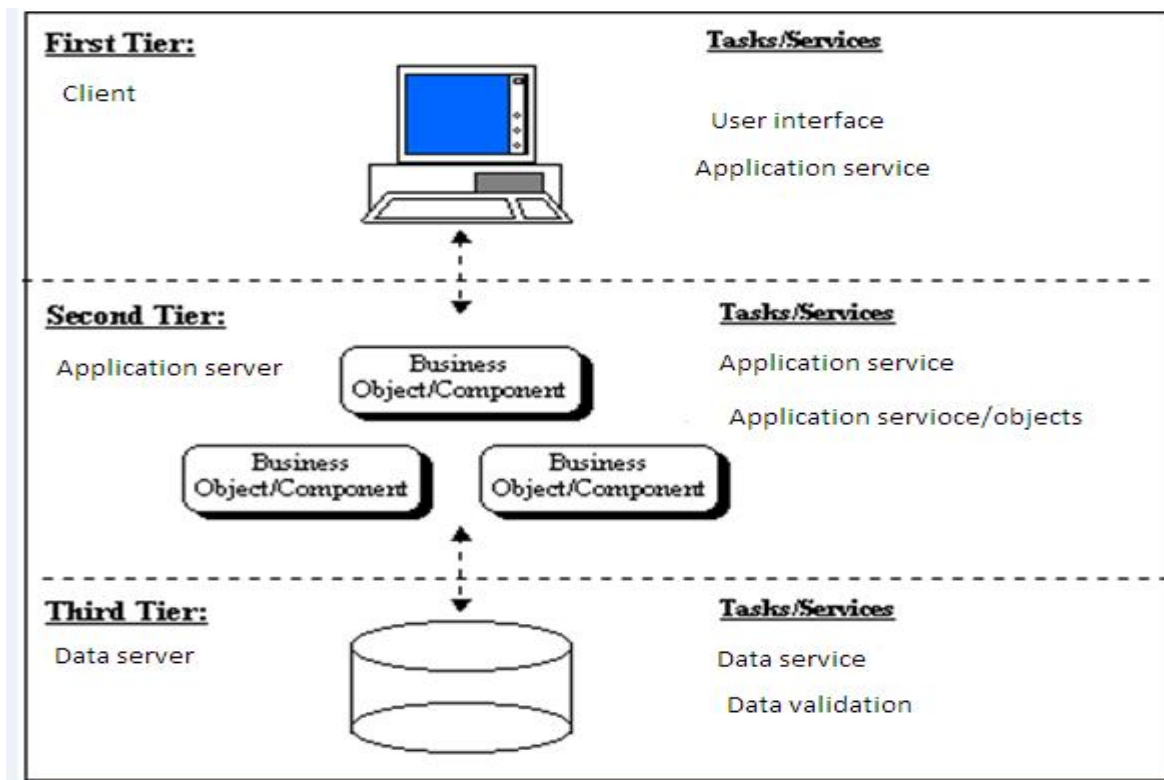 First Tier:
Tasks/Services
Client
User interface
Application service
Second Tier:
Tasks/Services
Application server
Business
Object/Component
Application service
Application servioce/objects
Business
Object/Component
Business
Object/Component
Third Tier:
Tasks/Services
Data server
Data service
Data validation